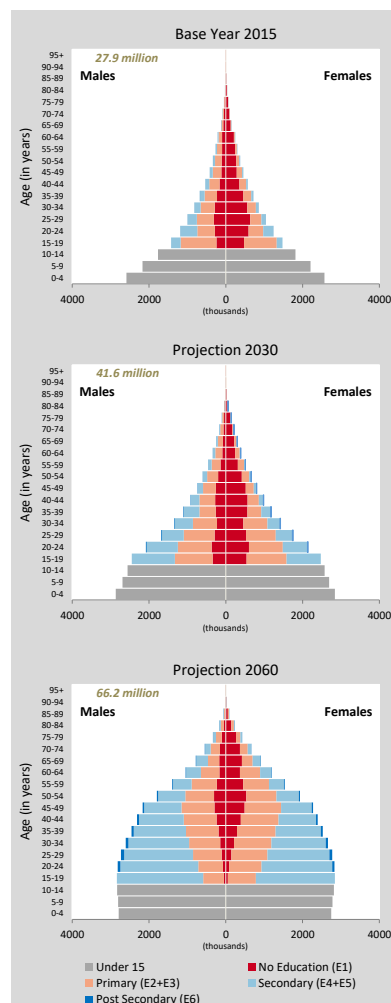 Base Year 2015
27.9 million
Males
Females
Age (in years)
95+
90-94
85-89
80-84
75-79
70-74
65-69
60-64
55-59
50-54
45-49
40-44
35-39
30-34
25-29
20-24
15-19
10-14
5-9
0-4
4000 2000 0 2000 4000
(thousands)
Projection 2030
41.6 million
Males
Females
Age (in years)
95+
90-94
85-89
80-84
75-79
70-74
65-69
60-64
55-59
50-54
45-49
40-44
35-39
30-34
25-29
20-24
15-19
10-14
5-9
0-4
4000 2000 0 2000 4000
(thousands)
Projection 2060
66.2 million
Males
Females
Age (in years)
95+
90-94
85-89
80-84
75-79
70-74
65-69
60-64
55-59
50-54
45-49
40-44
35-39
30-34
25-29
20-24
15-19
10-14
5-9
0-4
4000 2000 0 2000 4000
(thousands)
Under 15 No Education (E1)
Primary (E2+E3) Secondary (E4+E5)
Post Secondary (E6)